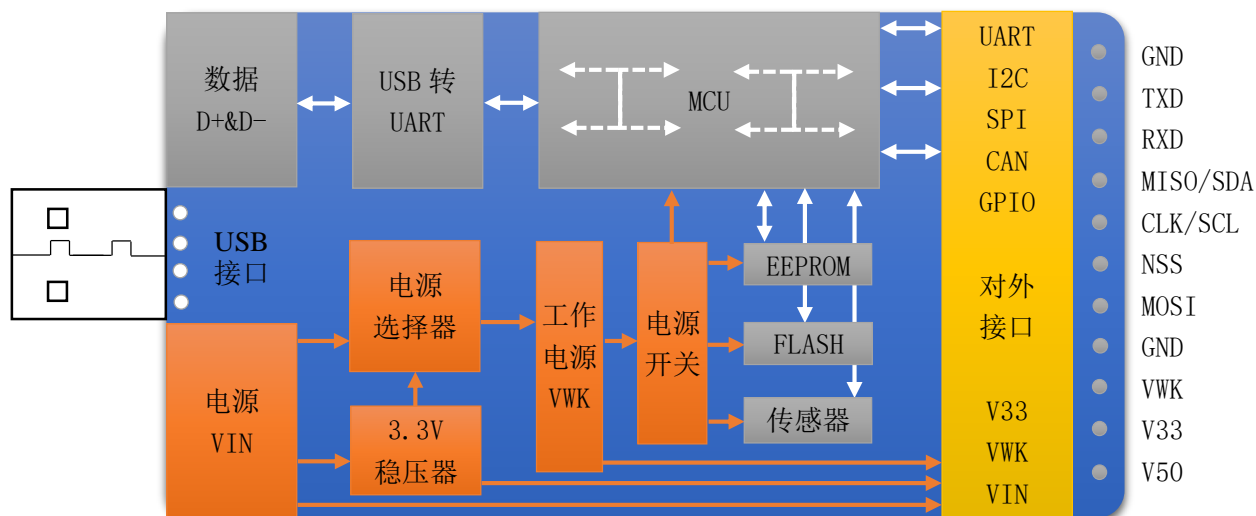 数据
D+&D-
USB 转
UART
MCU
UART
I2C
SPI
CAN
GPIO
对外
接口
V33
VWK
VIN
USB
接口
电源
选择器
工作
电源
VWK
电源
开关
EEPROM
FLASH
传感器
电源
VIN
3.3V
稳压器
GND
TXD
RXD
MISO/SDA
CLK/SCL
NSS
MOSI
GND
VWK
V33
V50